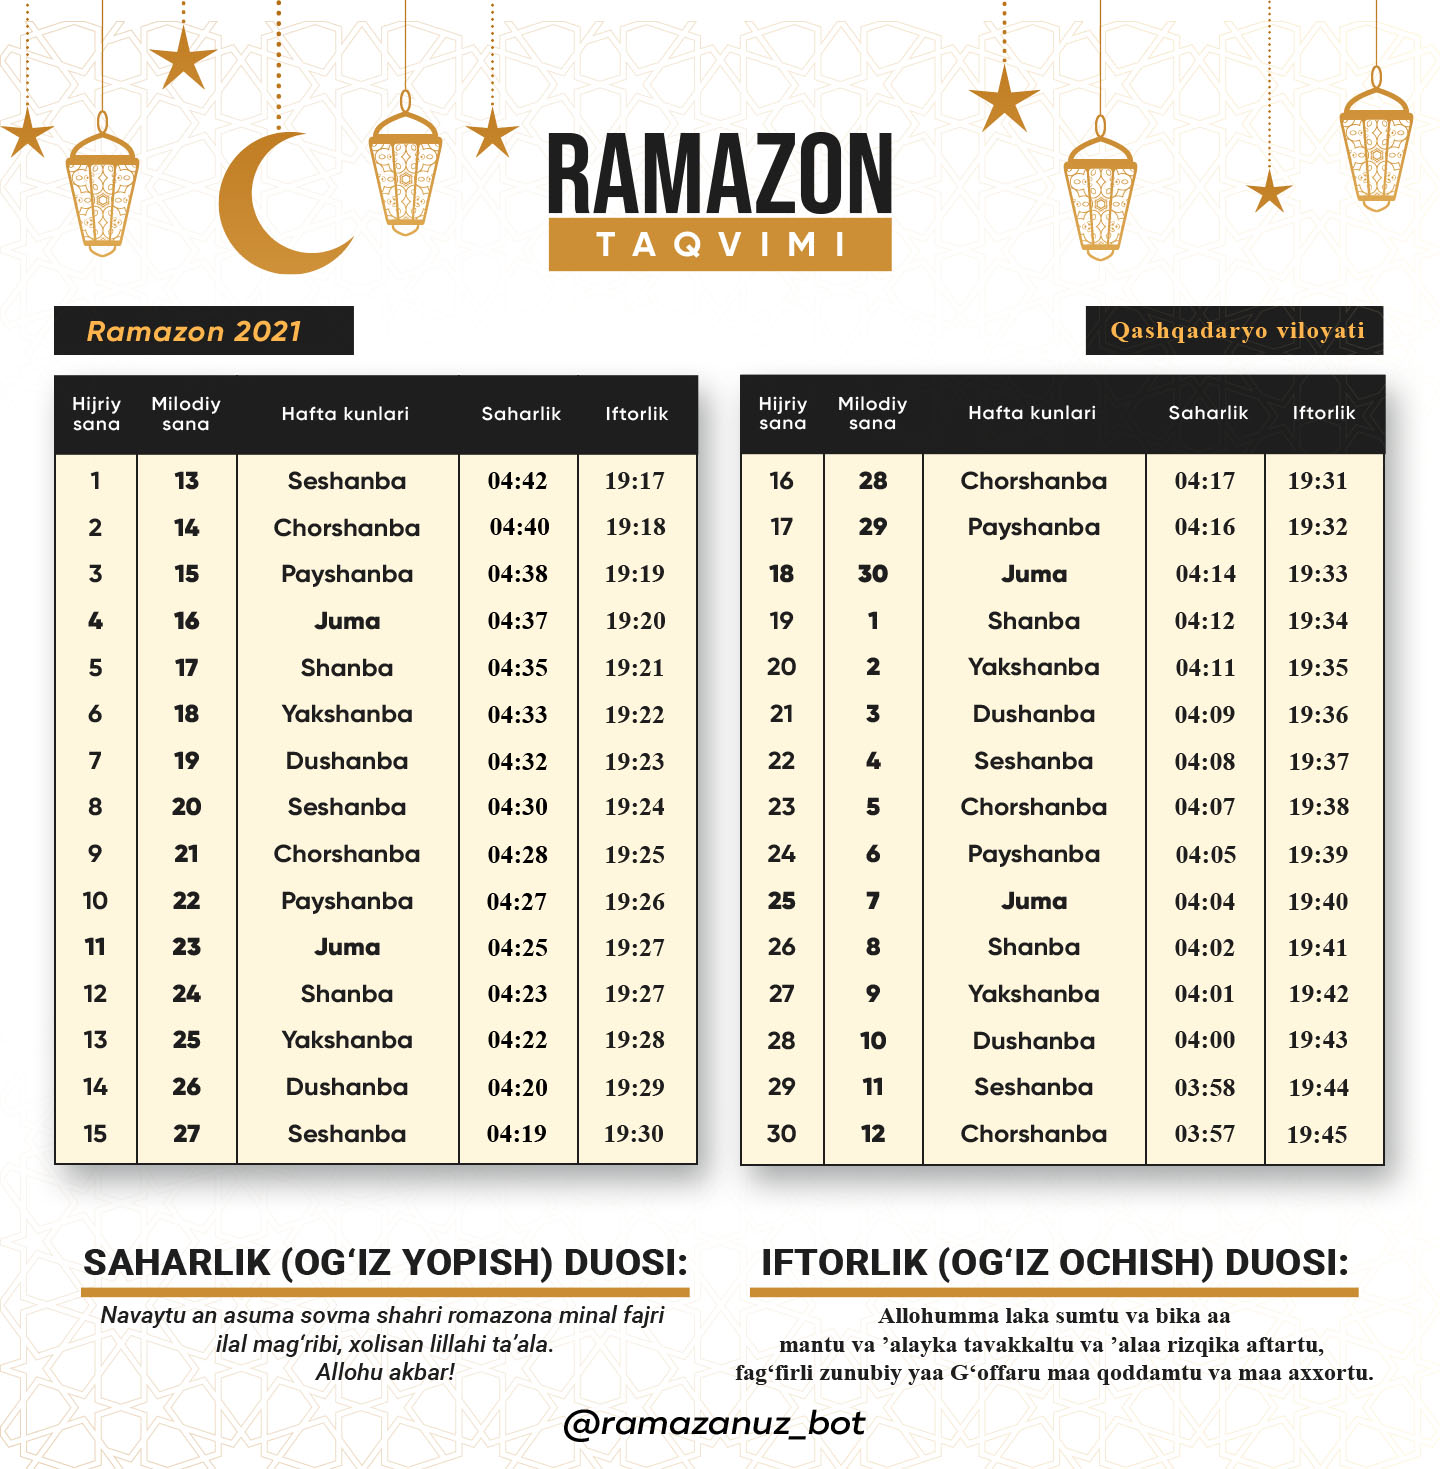 RAMAZON
TAQVIMI
Ramazon 2021
Qashqadaryo viloyati
Hijriy sana Milodiy sana Hafta kunlari Saharlik Iftorlik
1 13 Seshanba 04:42 19:17
2 14 Chorshanba 04:40 19:18
3 15 Payshanba 04:38 19:19
4 16 Juma 04:37 19:20
5 17 Shanba 04:35 19:21
6 18 Yakshanba 04:33 19:22
7 19 Dushanba 04:32 19:23
8 20 Seshanba 04:30 19:24
9 21 Chorshanba 04:28 19:25
10 22 Payshanba 04:27 19:26
11 23 Juma 04:25 19:27
12 24 Shanba 04:23 19:27
13 25 Yakshanba 04:22 19:28
14 26 Dushanba 04:20 19:29
15 27 Seshanba 04:19 19:30
Hijriy sana Milodiy sana Hafta kunlari Saharlik Iftorlik
16 28 Chorshanba 04:17 19:31
17 29 Payshanba 04:16 19:32
18 30 Juma 04:14 19:33
19 1 Shanba 04:12 19:34
20 2 Yakshanba 04:11 19:35
21 3 Dushanba 04:09 19:36
22 4 Seshanba 04:08 19:37
23 5 Chorshanba 04:07 19:38
24 6 Payshanba 04:05 19:39
25 7 Juma 04:04 19:40
26 8 Shanba 04:02 19:41
27 9 Yakshanba 04:01 19:42
28 10 Dushanba 04:00 19:43
29 11 Seshanba 03:58 19:44
30 12 Chorshanba 03:57 19:45
SAHARLIK (OG‘IZ YOPISH) DUOSI:
Navaytu an asuma sovma shahri romazona minal fajri
ilal mag‘ribi, xolisan lillahi ta’ala.
Allohu akbar!
IFTORLIK (OG‘IZ OCHISH) DUOSI:
Allohumma laka sumtu va bika aa
mantu va ’alayka tavakkaltu va ’alaa rizqika aftartu,
fag‘firli zunubiy yaa G‘offaru maa qoddamtu va maa axxortu.
@ramazanuz_bot